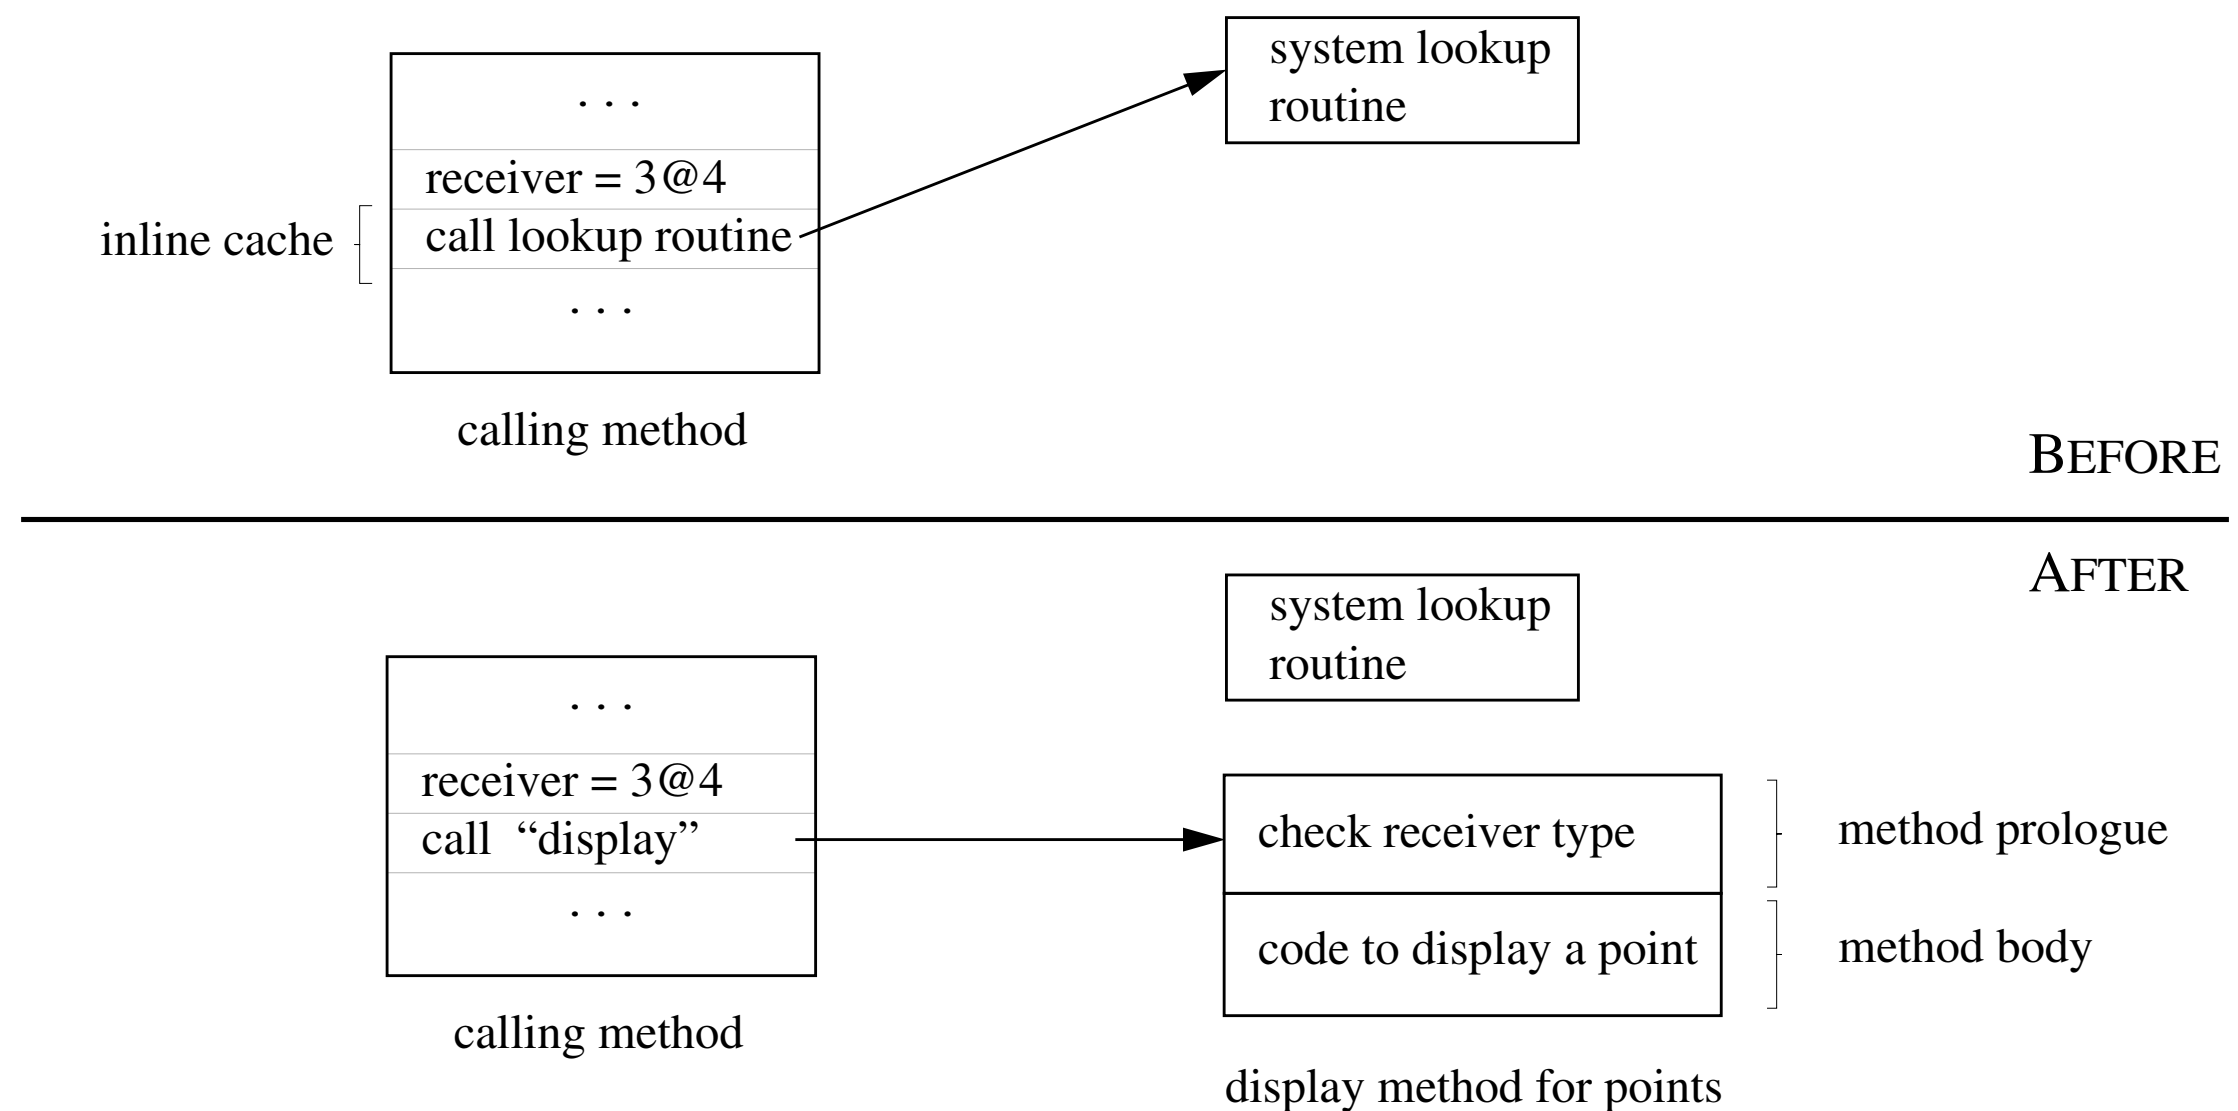 system lookup
routine
. . .
receiver = 3@4
inline cache
call lookup routine
. . .
calling method
BEFORE
AFTER
system lookup
routine
. . .
receiver = 3@4
call “display”
. . .
calling method
check receiver type
method prologue
code to display a point
method body
display method for points